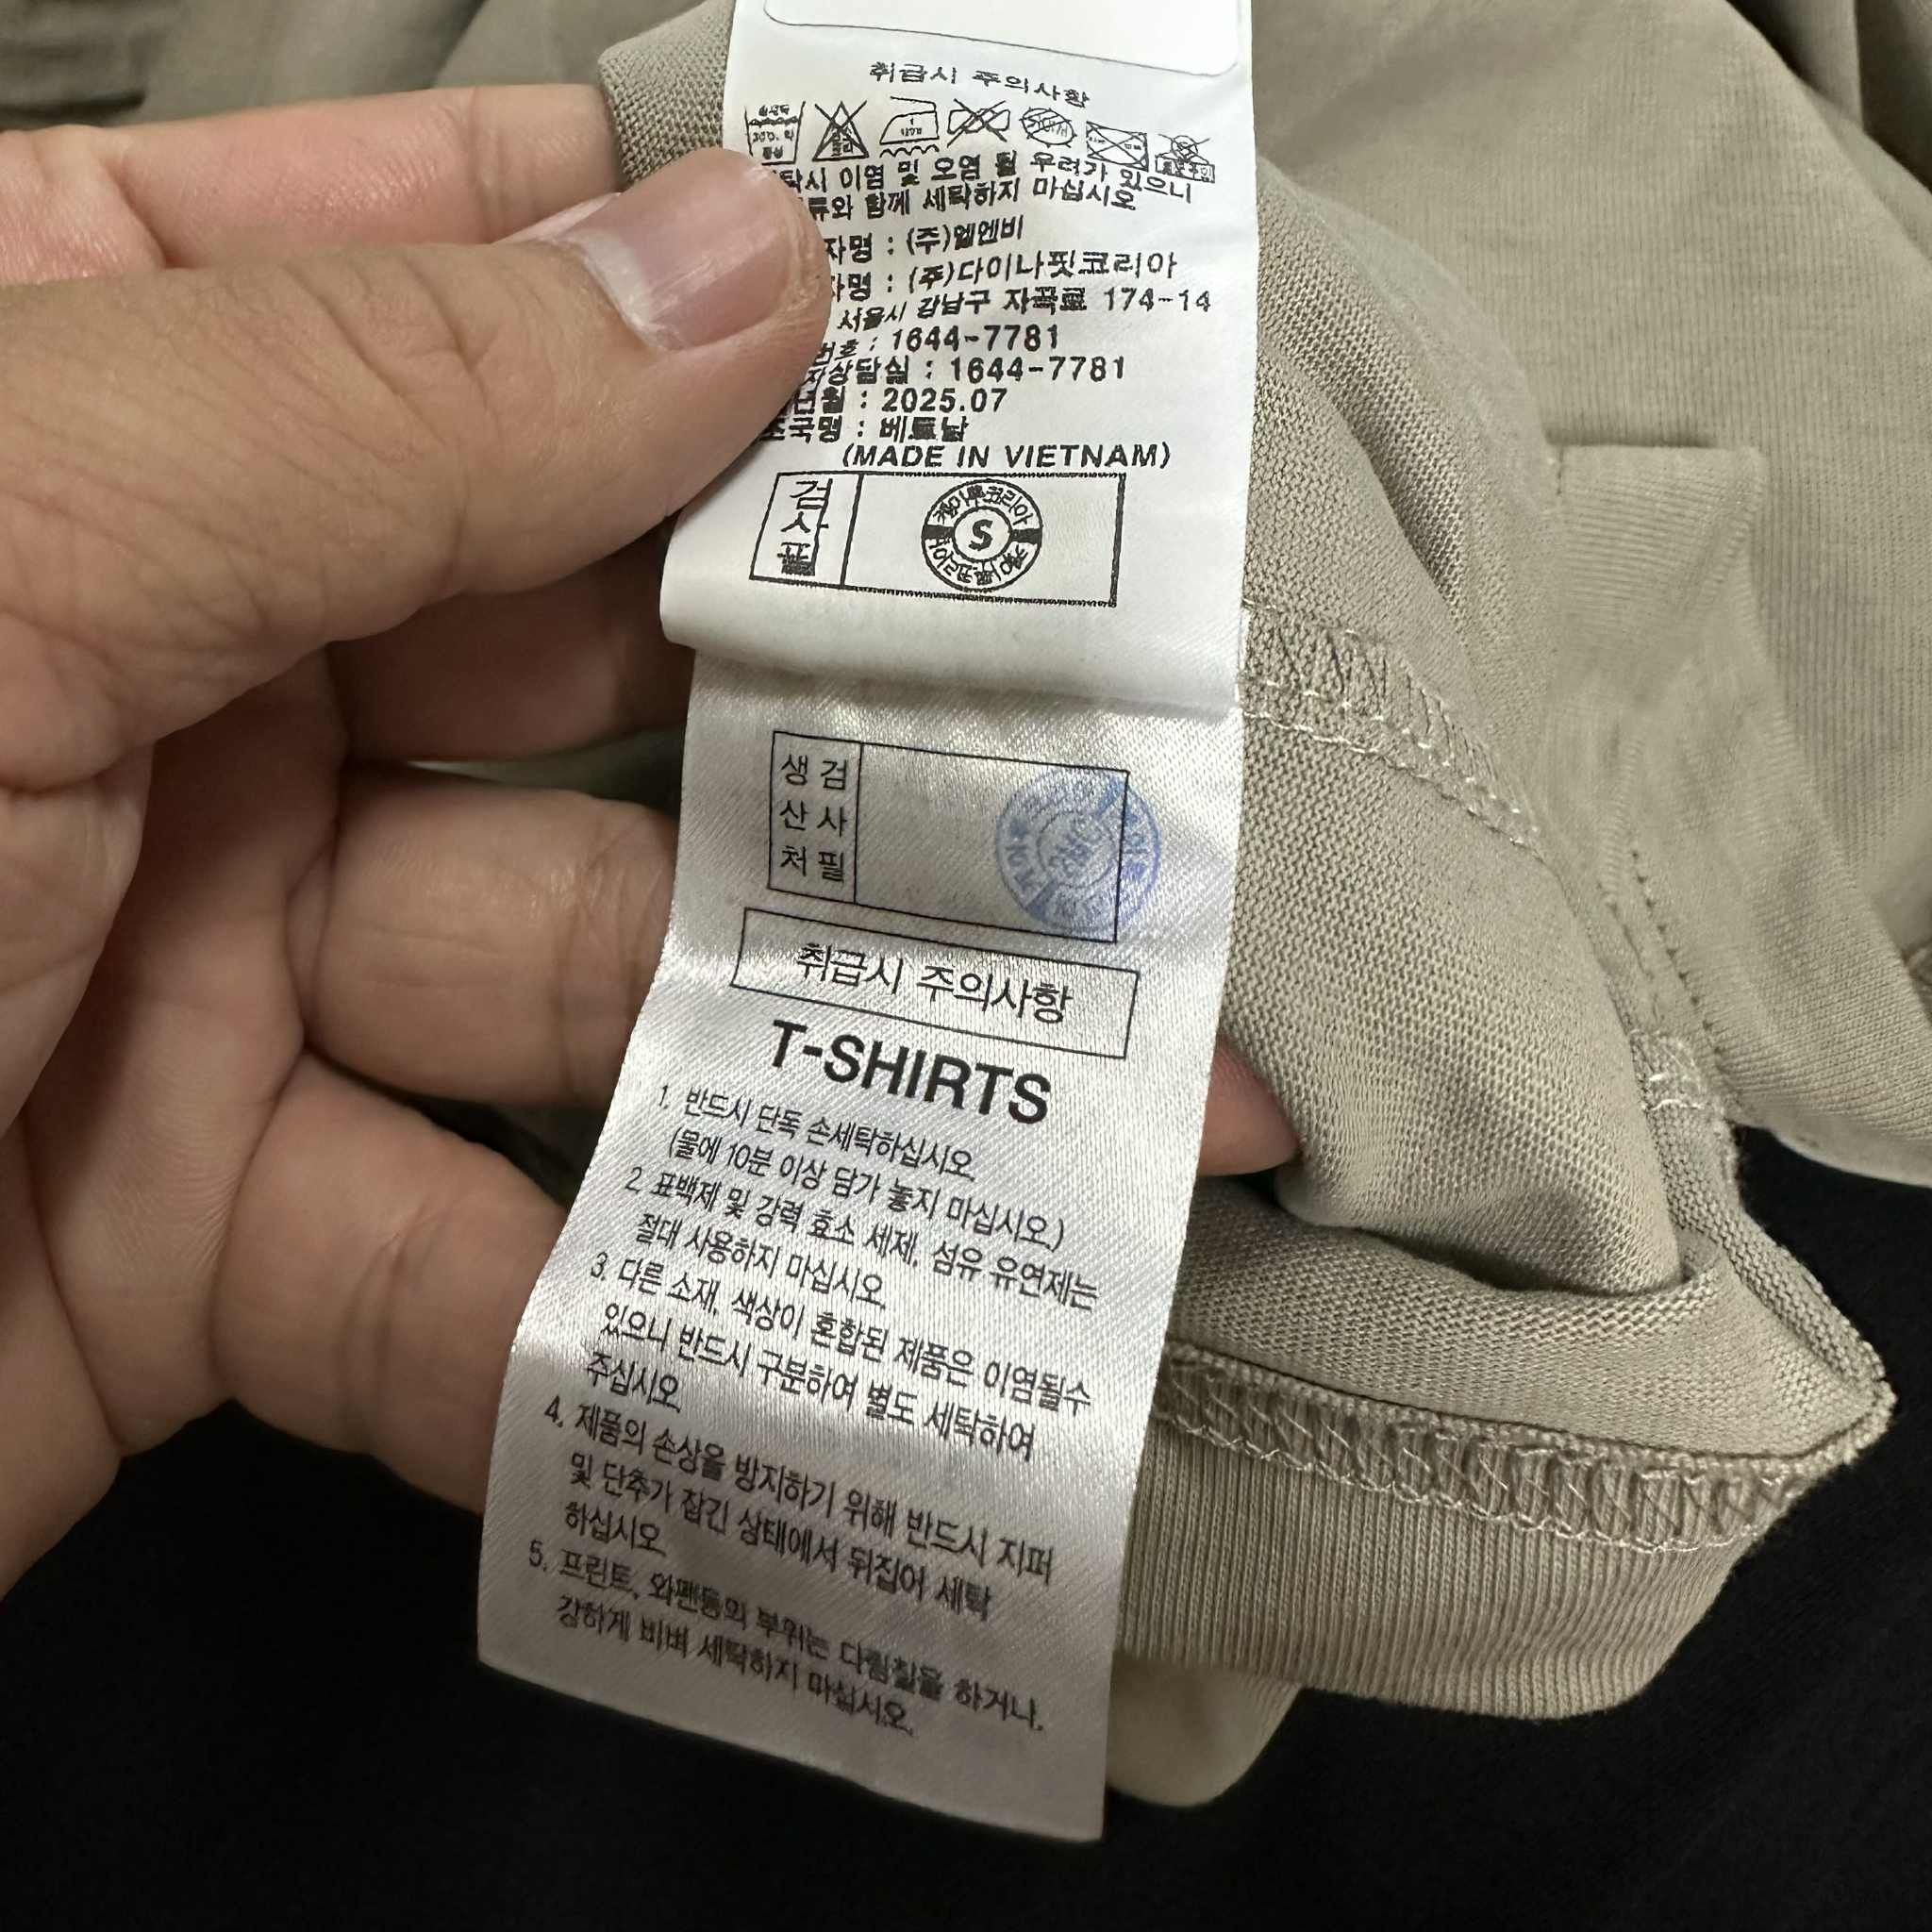 취급시 주의사항
탁시 이염 및 오염 될 우려가 있으니
류와 함께 세탁하지 마십시오
자명 : (주)엘엔비
자명 : (주)다이나핏코리아
서울시 강남구 자곡로 174-14
번호 : 1644-7781
자상담실 : 1644-7781
년월 : 2025.07
조국명 : 베트남
(MADE IN VIETNAM)
검사필
S
생산처
검사필
취급시 주의사항
T-SHIRTS
1. 반드시 단독 손세탁하십시오.
(물에 10분 이상 담가 놓지 마십시오.)
2. 표백제 및 강력 효소 세제, 섬유 유연제는
절대 사용하지 마십시오.
3. 다른 소재, 색상이 혼합된 제품은 이염될수
있으니 반드시 구분하여 별도 세탁하여
주십시오.
4. 제품의 손상을 방지하기 위해 반드시 지퍼
및 단추가 잠긴 상태에서 뒤집어 세탁
하십시오.
5. 프린트, 와펜등의 부위는 다림질을 하거나,
강하게 비벼 세탁하지 마십시오.